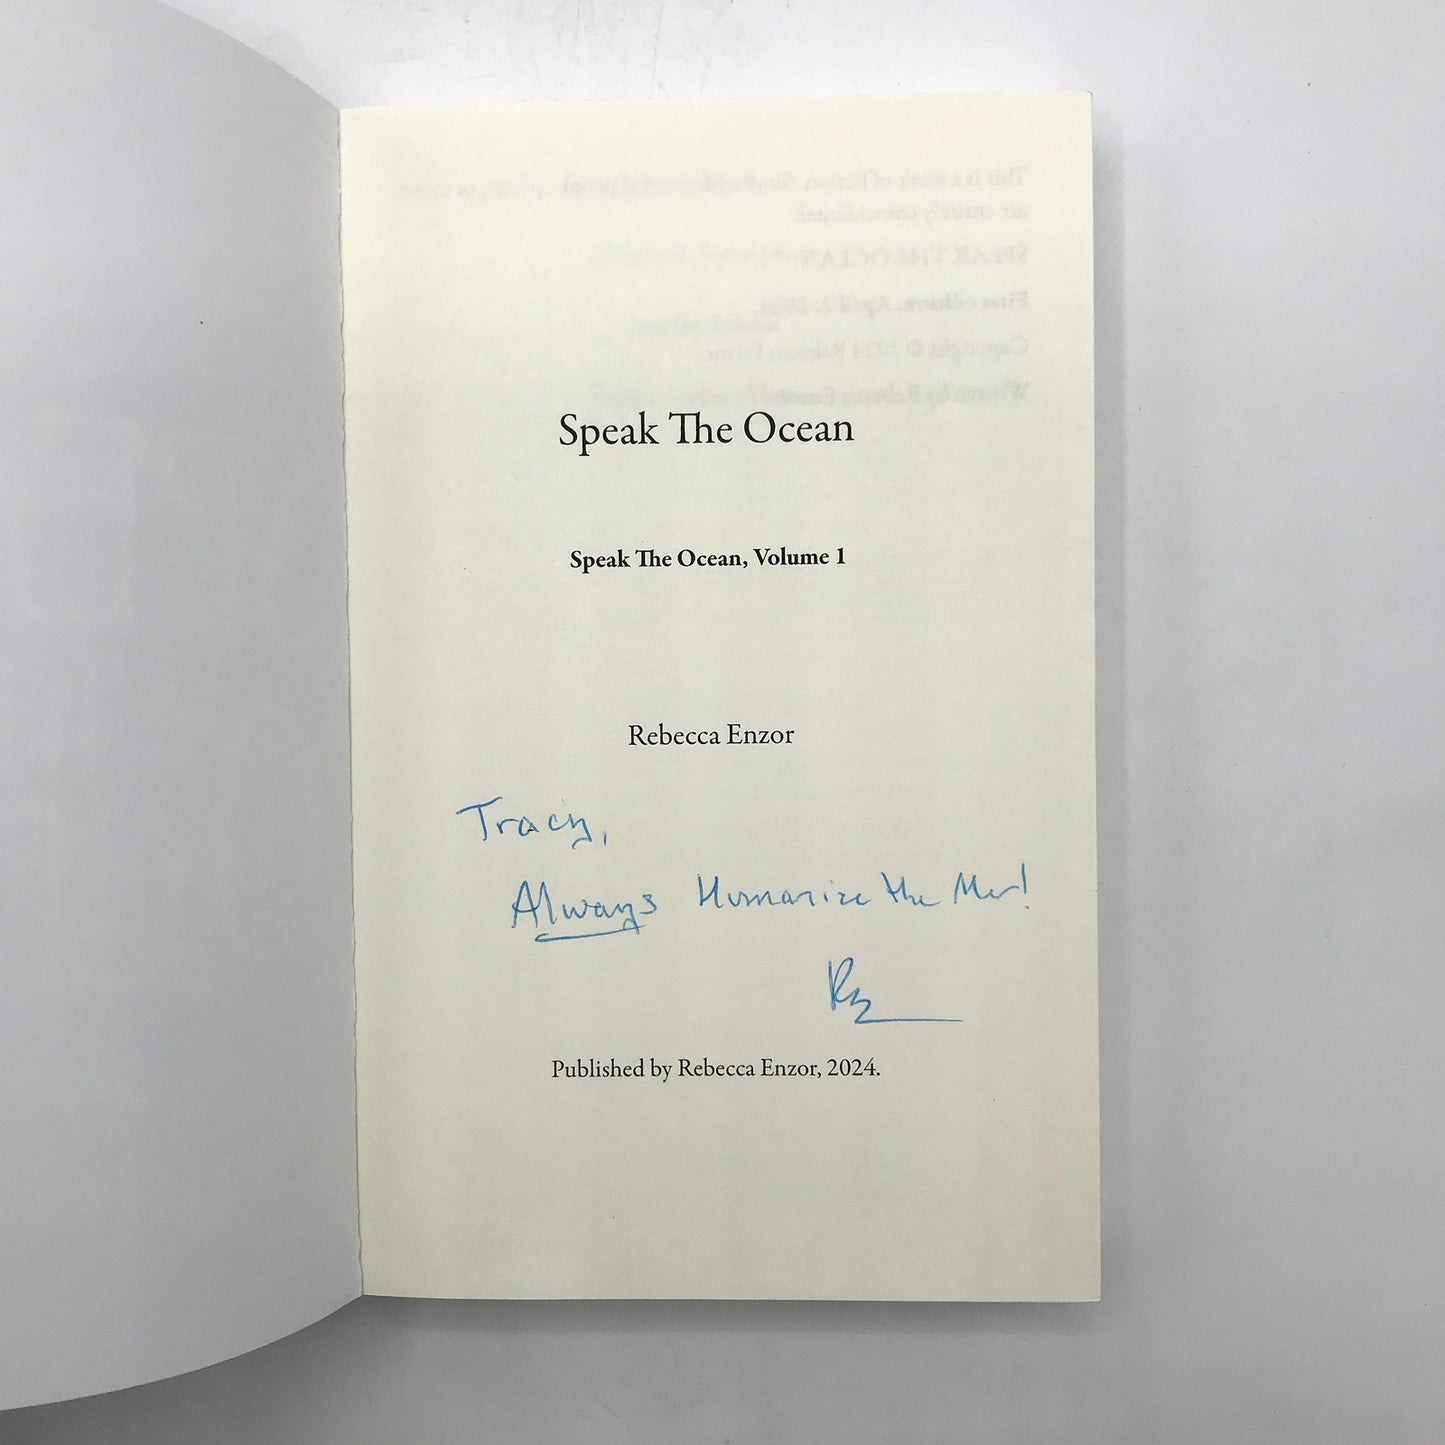 Speak The Ocean
Speak The Ocean, Volume 1
Rebecca Enzor
Tracy,
Always Humanize the Mer!
Published by Rebecca Enzor, 2024.